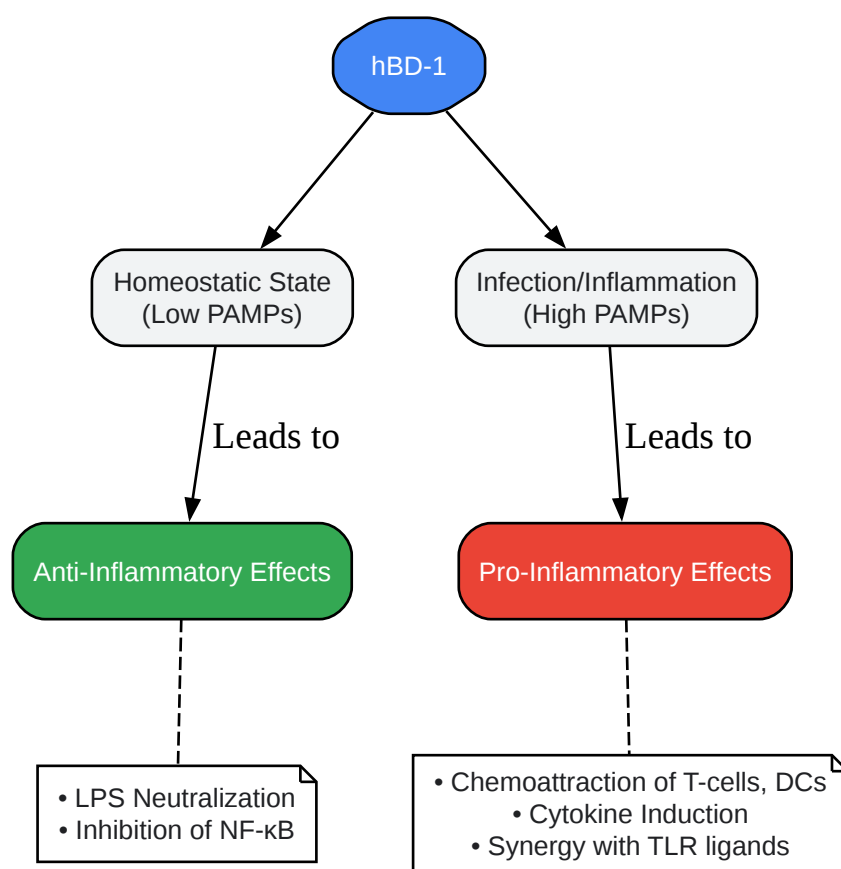 hBD-1
Homeostatic State
(Low PAMPs)
Infection/Inflammation
(High PAMPs)
Leads to
Leads to
Anti-Inflammatory Effects
Pro-Inflammatory Effects
• LPS Neutralization
• Inhibition of NF-κB
• Chemoattraction of T-cells, DCs
• Cytokine Induction
• Synergy with TLR ligands